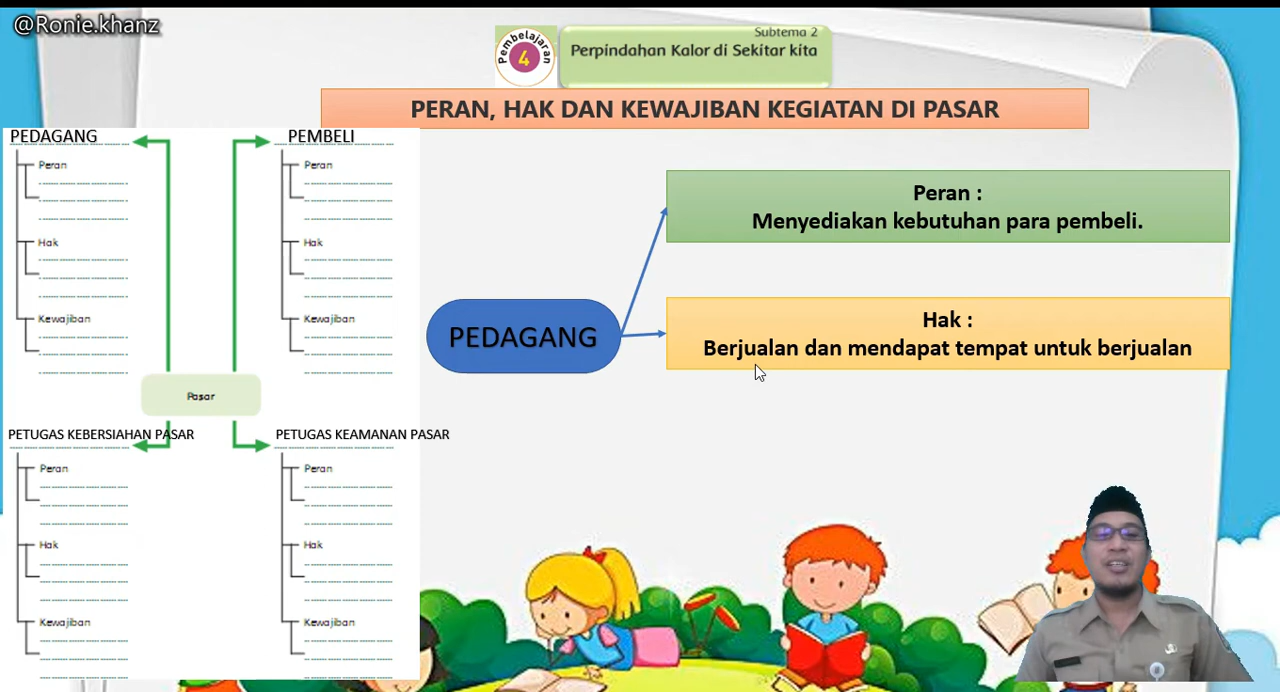 @Ronie.khanz
Pembelajaran
4
Subtema 2
Perpindahan Kalor di Sekitar kita
PERAN, HAK DAN KEWAJIBAN KEGIATAN DI PASAR
PEDAGANG
Peran
Hak
Kewajiban
PEMBELI
Peran
Hak
Kewajiban
Pasar
PETUGAS KEBERSIAHAN PASAR
Peran
Hak
Kewajiban
PETUGAS KEAMANAN PASAR
Peran
Hak
Kewajiban
PEDAGANG
Peran :
Menyediakan kebutuhan para pembeli.
Hak :
Berjualan dan mendapat tempat untuk berjualan